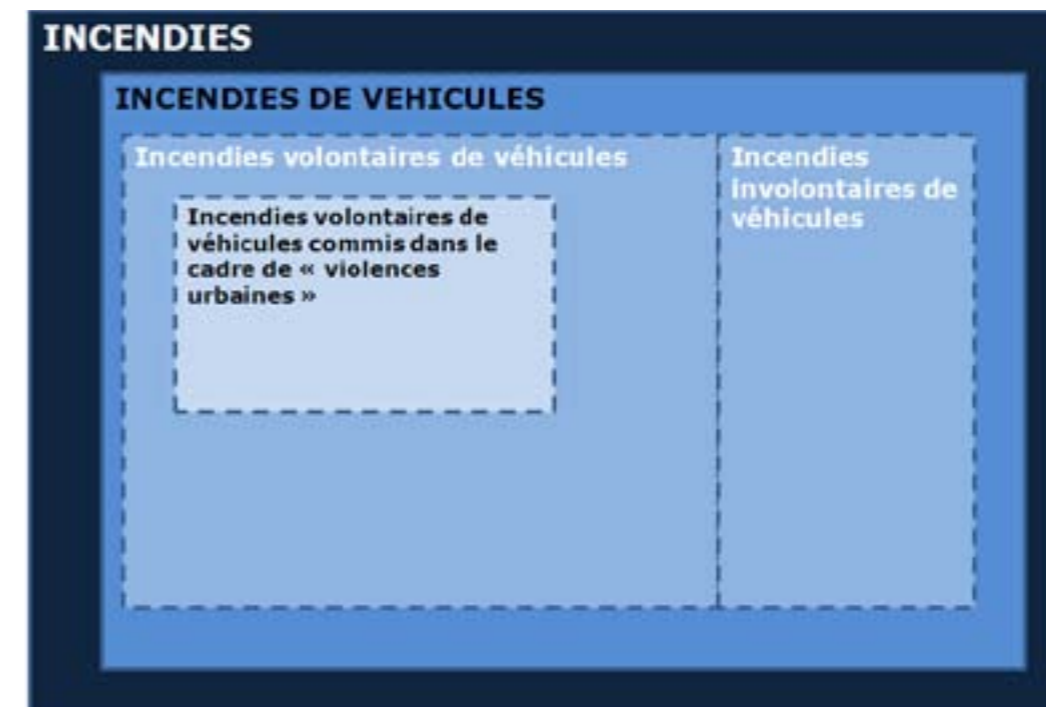 INCENDIES
INCENDIES DE VEHICULES
Incendies volontaires de véhicules
Incendies volontaires de
véhicules commis dans le
cadre de « violences
urbaines »
Incendies
involontaires de
véhicules